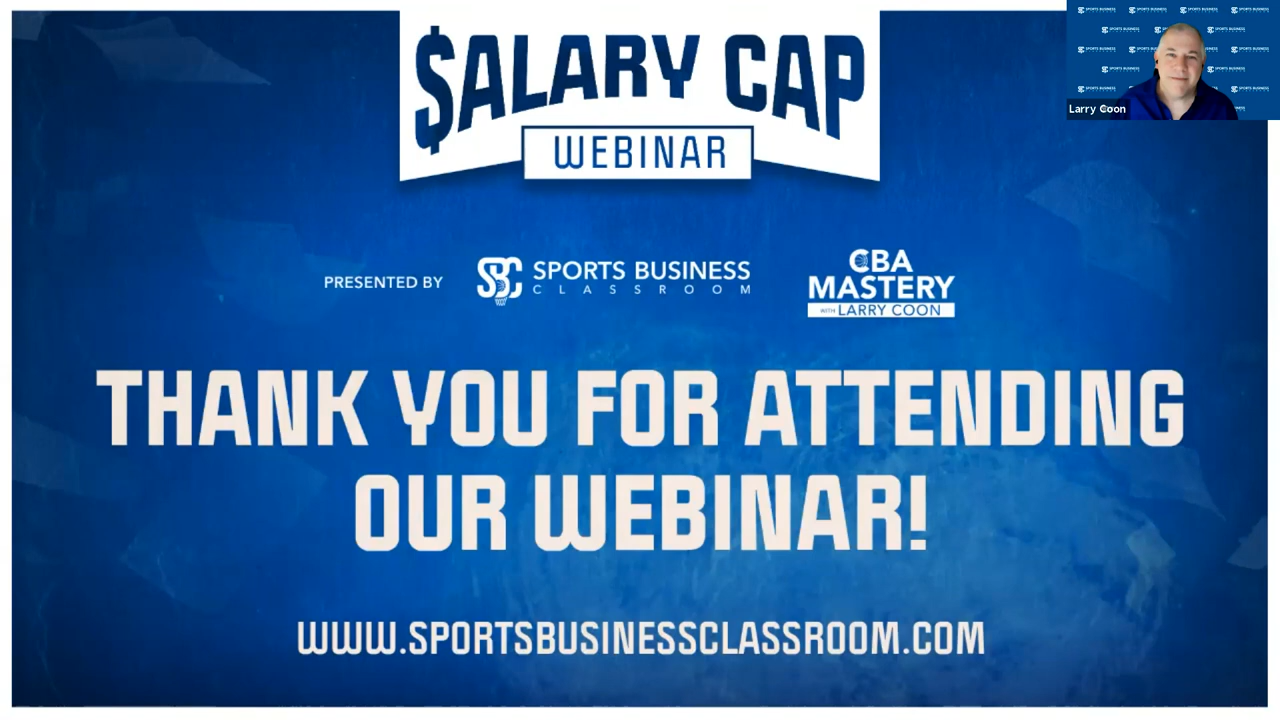 $ALARY CAP
WEBINAR
Larry Coon
PRESENTED BY
SBC
SPORTS BUSINESS
CLASSROOM
CBA
MASTERY
WITH LARRY COON
THANK YOU FOR ATTENDING
OUR WEBINAR!
WWW.SPORTSBUSINESSCLASSROOM.COM